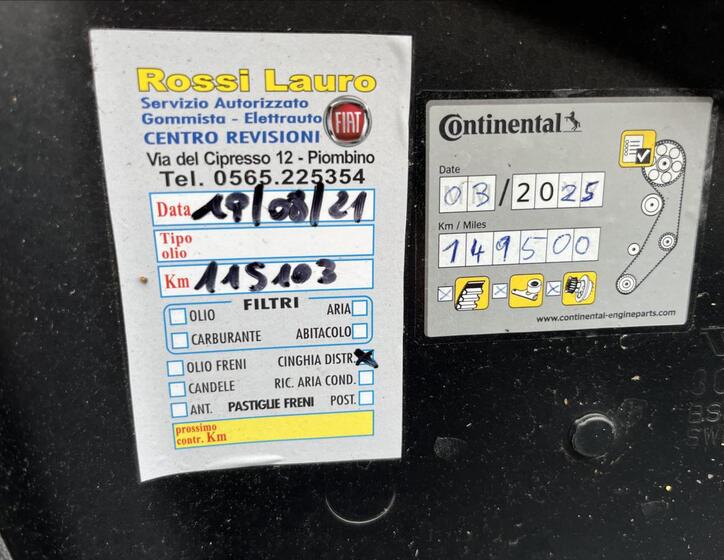 Rossi Lauro
Servizio Autorizzato
Gommista - Elettrauto
CENTRO REVISIONI
FIAT
Via del Cipresso 12 - Piombino
Tel. 0565.225354
Data 19/08/21
Tipo
olio
Km 115103
FILTRI
OLIO ARIA
CARBURANTE ABITACOLO
OLIO FRENI CINGHIA DISTR.
CANDELE RIC. ARIA COND.
ANT. PASTIGLIE FRENI POST.
prossimo
contr. Km
Continental
Date
03/2025
Km / Miles
149500
www.continental-engineparts.com